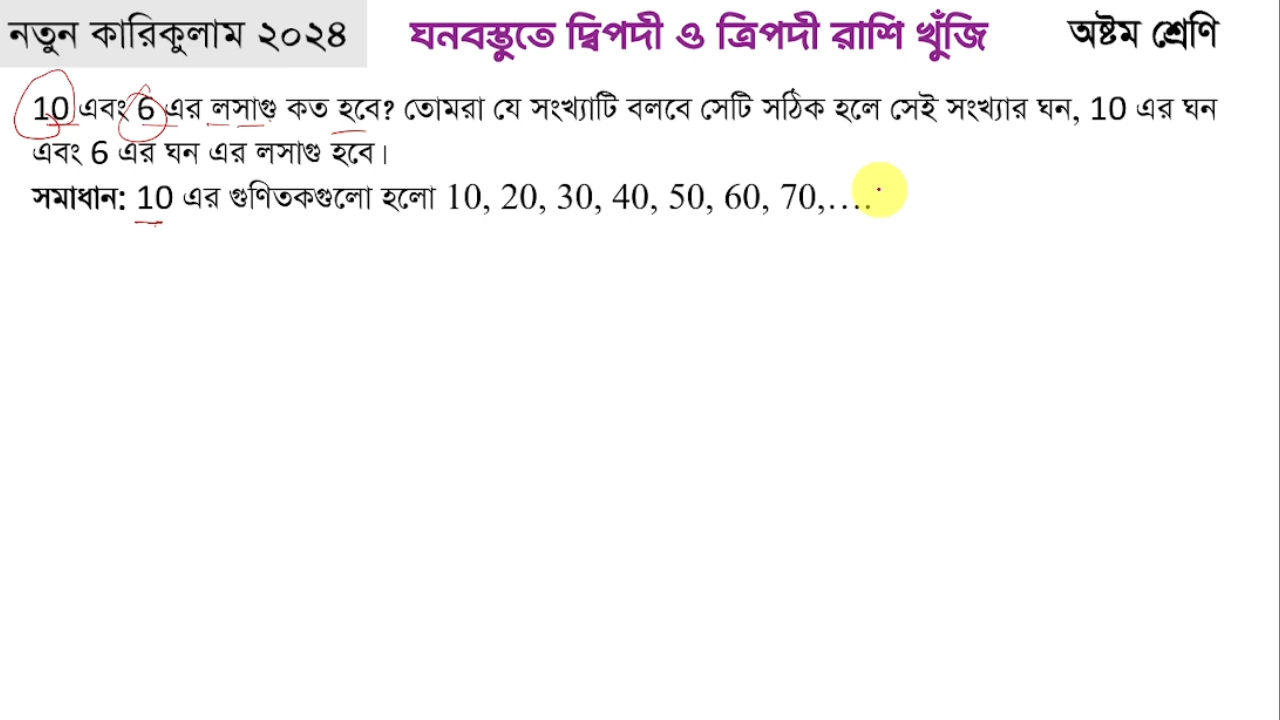 নতুন কারিকুলাম ২০২৪ ঘনবস্তুতে দ্বিপদী ও ত্রিপদী রাশি খুঁজি অষ্টম শ্রেণি
10 এবং 6 এর লসাগু কত হবে? তোমরা যে সংখ্যাটি বলবে সেটি সঠিক হলে সেই সংখ্যার ঘন, 10 এর ঘন
এবং 6 এর ঘন এর লসাগু হবে।
সমাধান: 10 এর গুণিতকগুলো হলো 10, 20, 30, 40, 50, 60, 70,....